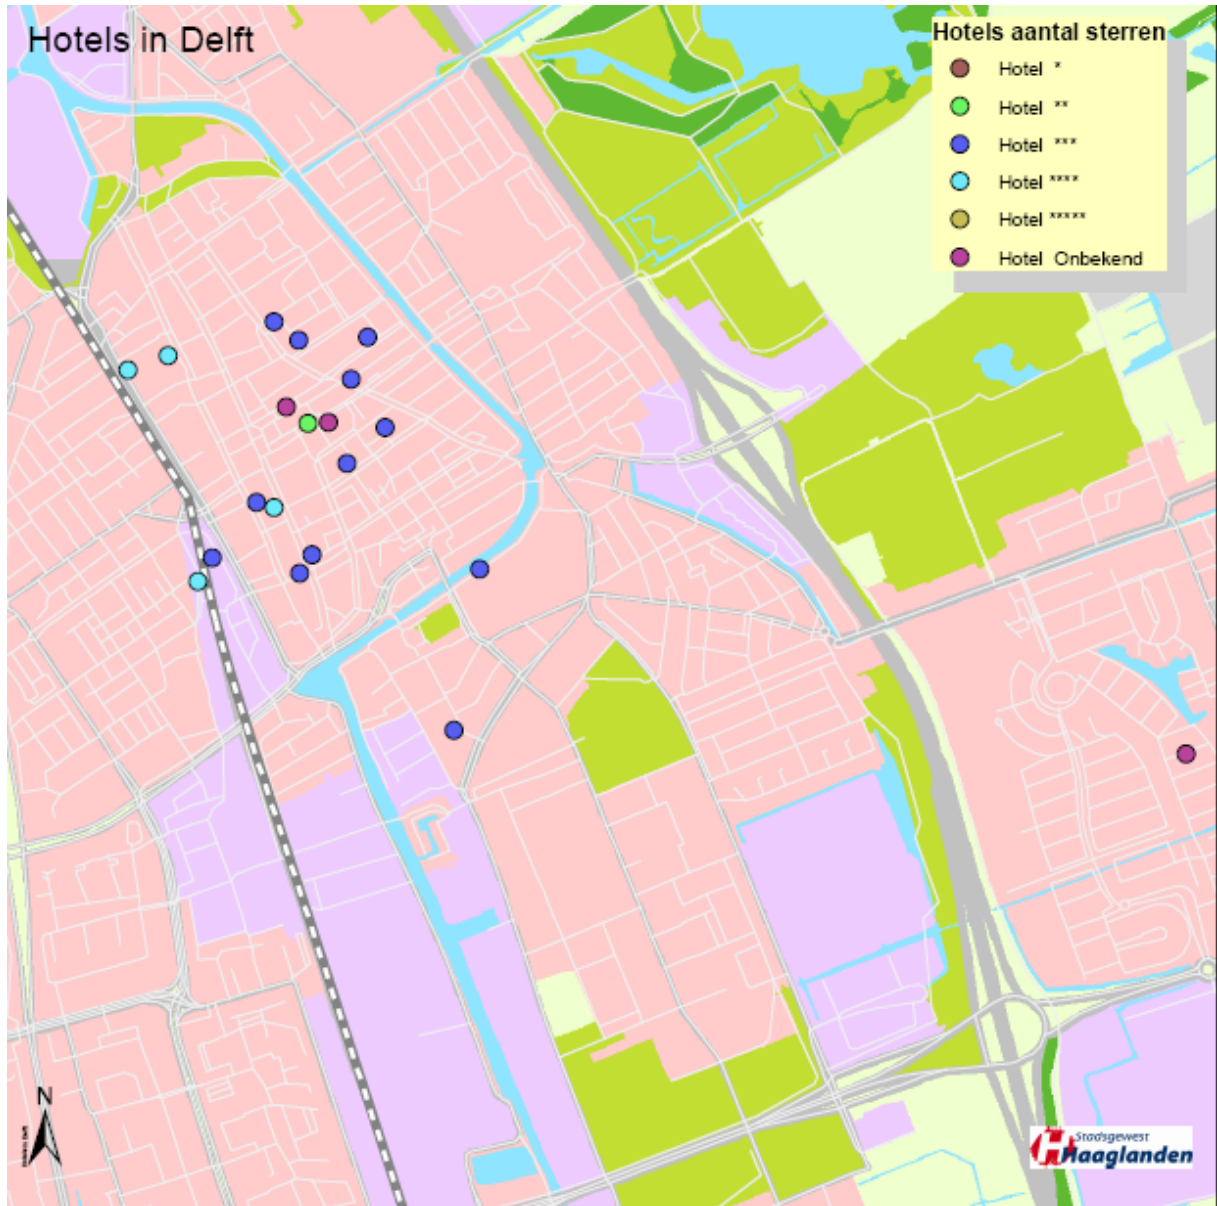 Hotels in Delft
Hotels aantal sterren
Hotel *
Hotel **
Hotel ***
Hotel ****
Hotel *****
Hotel Onbekend
N
Stadsgewest
Haaglanden